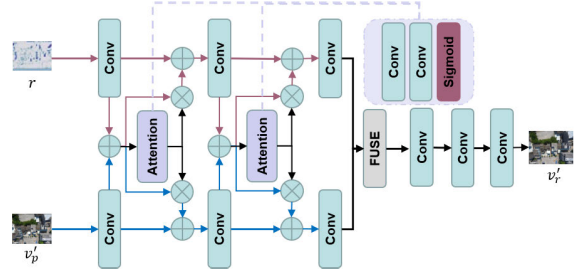 Conv
Conv
Conv
Conv
Conv
Sigmoid
r
Attention
Attention
FUSE
Conv
Conv
Conv
v'_r
Conv
Conv
Conv
v'_p